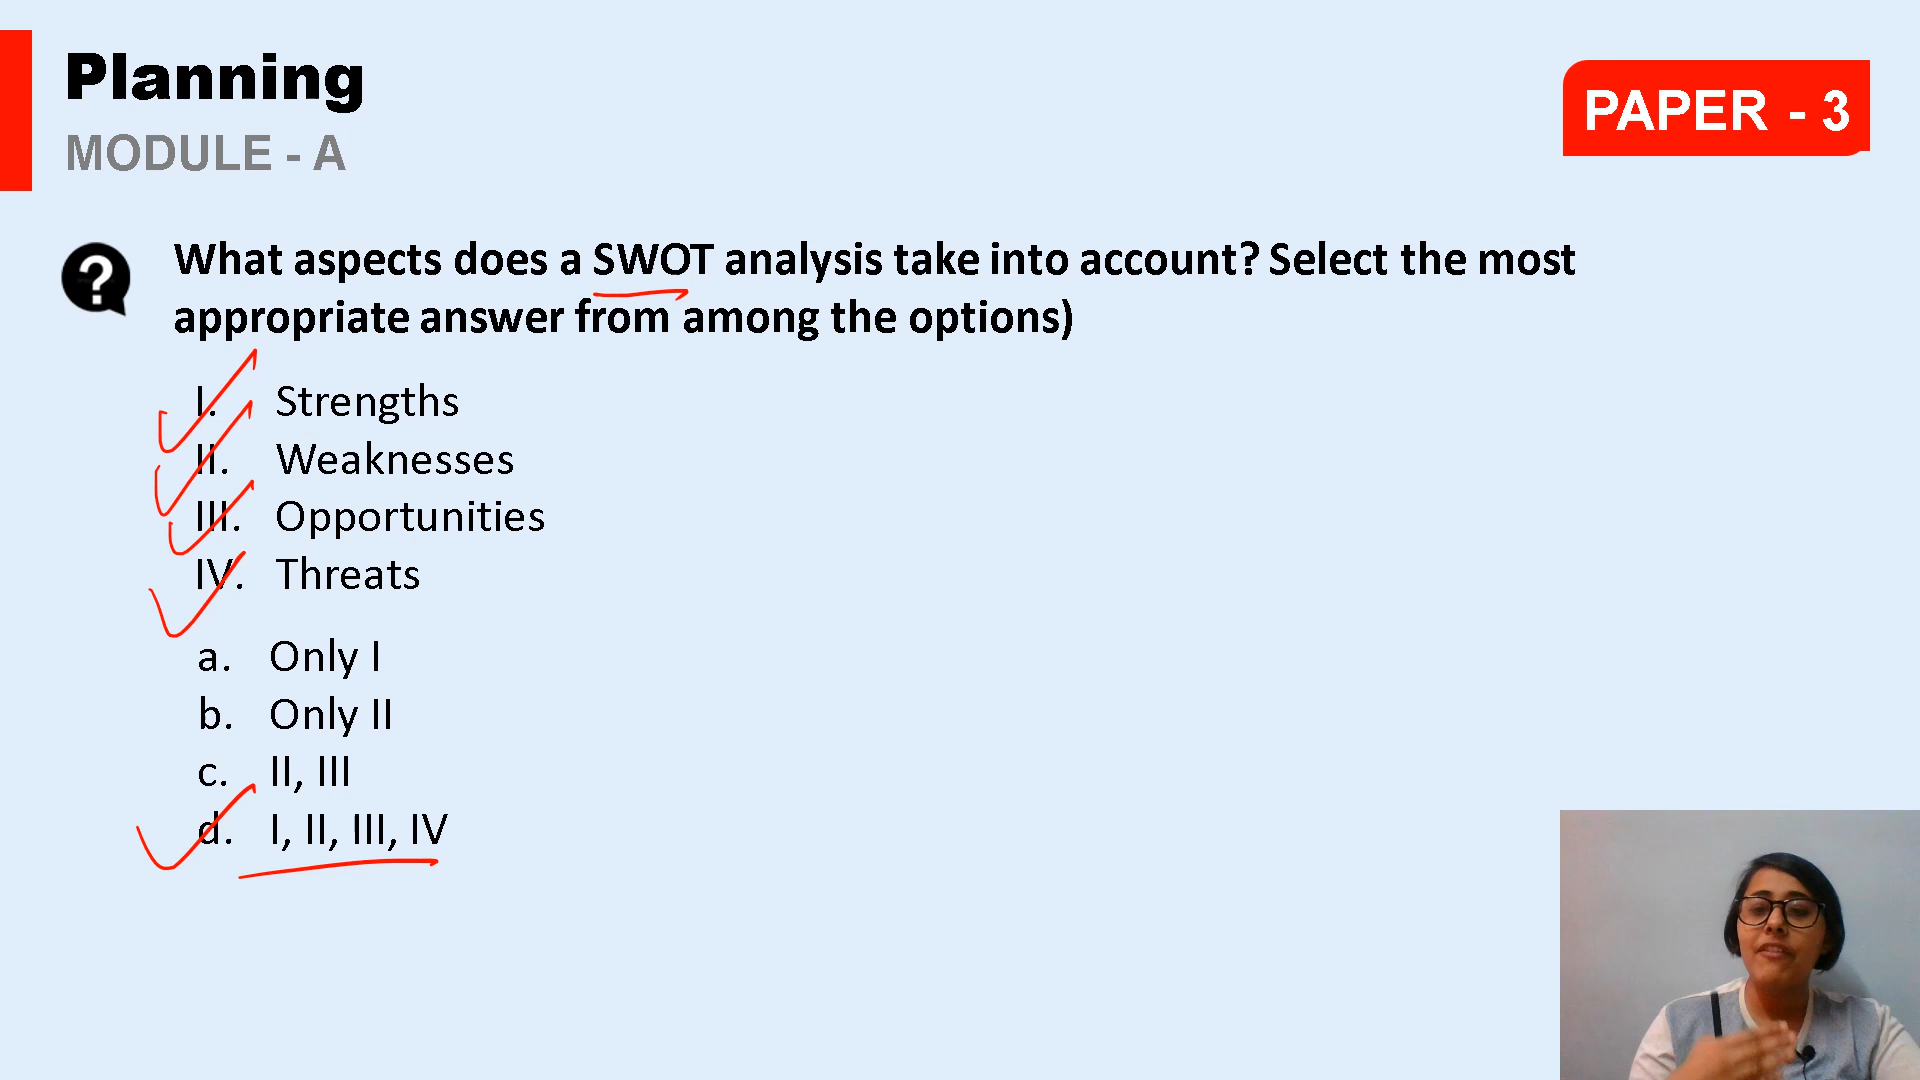 Planning
MODULE - A
PAPER - 3
What aspects does a SWOT analysis take into account? Select the most
appropriate answer from among the options)
I. Strengths
II. Weaknesses
III. Opportunities
IV. Threats
a. Only I
b. Only II
c. II, III
d. I, II, III, IV